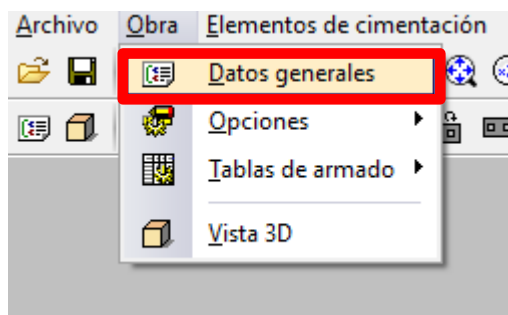 Archivo Obra Elementos de cimentación
Datos generales
Opciones
Tablas de armado
Vista 3D